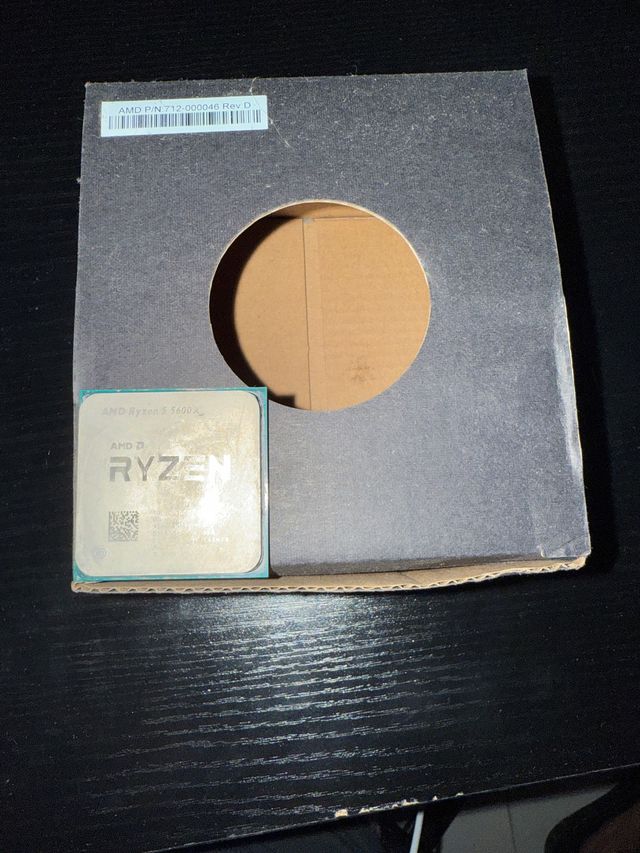 AMD P/N:712-000046 Rev:D
AMD Ryzen 5 5600X
AMD
RYZEN